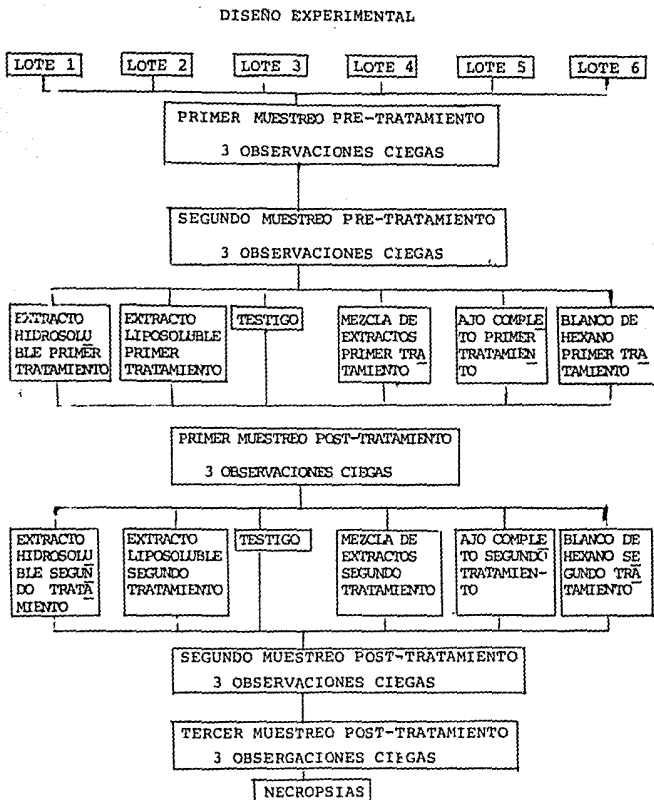 DISEÑO EXPERIMENTAL
LOTE 1 LOTE 2 LOTE 3 LOTE 4 LOTE 5 LOTE 6
PRIMER MUESTREO PRE-TRATAMIENTO
3 OBSERVACIONES CIEGAS
SEGUNDO MUESTREO PRE-TRATAMIENTO
3 OBSERVACIONES CIEGAS
EXTRACTO
HIDROSOLU
BLE PRIMER
TRATAMIENTO
EXTRACTO
LIPOSOLUBLE
PRIMER
TRATAMIENTO
TESTIGO
MEZCLA DE
EXTRACTOS
PRIMER TRA
TAMIENTO
AJO COMPLE
TO PRIMER
TRATAMIEN
TO
BLANCO DE
HEXANO
PRIMER TRA
TAMIENTO
PRIMER MUESTREO POST-TRATAMIENTO
3 OBSERVACIONES CIEGAS
EXTRACTO
HIDROSOLU
BLE SEGUN
DO TRATA
MIENTO
EXTRACTO
LIPOSOLUBLE
SEGUNDO
TRATAMIENTO
TESTIGO
MEZCLA DE
EXTRACTOS
SEGUNDO
TRATAMIENTO
AJO COMPLE
TO SEGUNDO
TRATAMIEN-
TO
BLANCO DE
HEXANO SE
GUNDO TRA
TAMIENTO
SEGUNDO MUESTREO POST-TRATAMIENTO
3 OBSERVACIONES CIEGAS
TERCER MUESTREO POST-TRATAMIENTO
3 OBSERGACIONES CIEGAS
NECROPSIAS